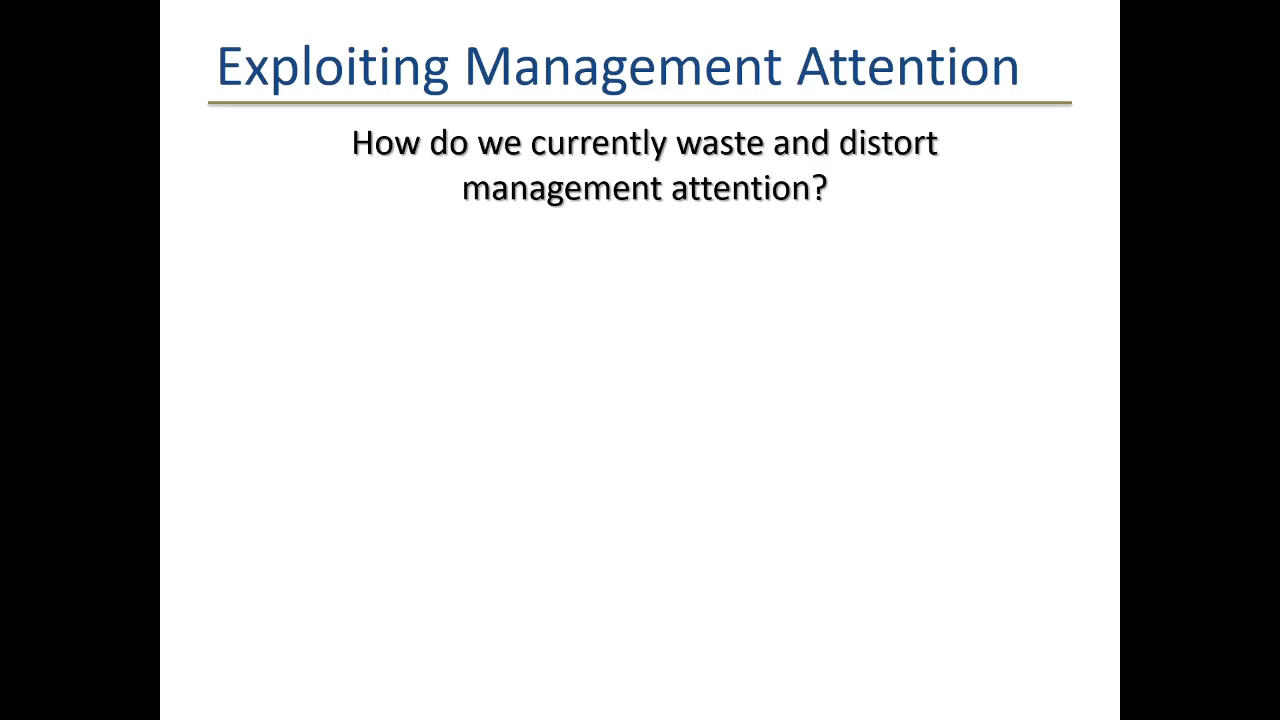 Exploiting Management Attention
How do we currently waste and distort
management attention?